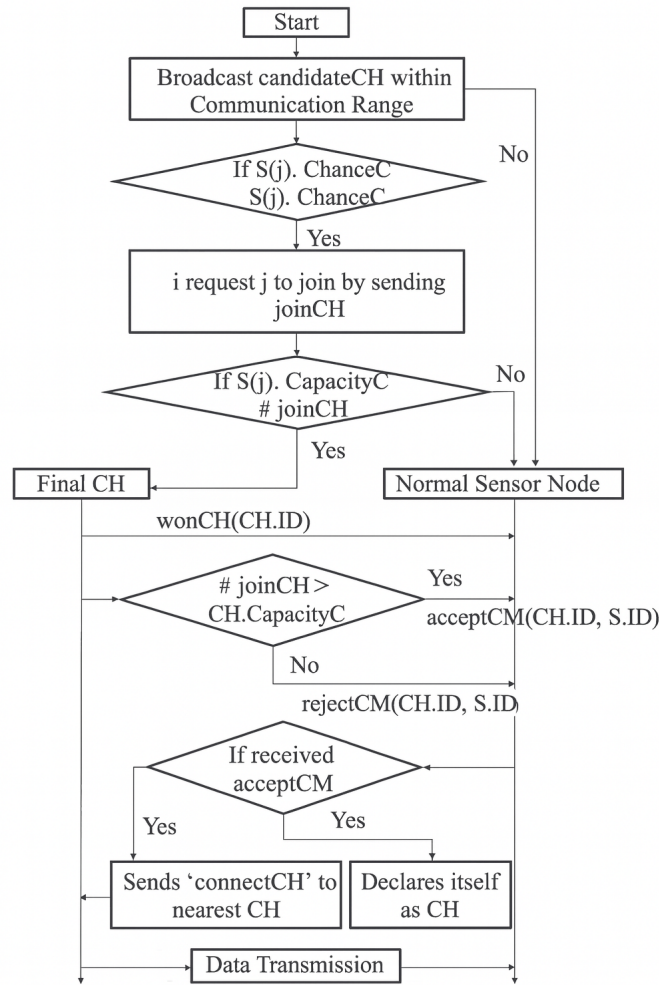 Start
Broadcast candidateCH within
Communication Range
No
If S(j). ChanceC
S(j). ChanceC
Yes
i request j to join by sending
joinCH
If S(j). CapacityC
# joinCH
No
Yes
Final CH
Normal Sensor Node
wonCH(CH.ID)
# joinCH >
CH.CapacityC
Yes
acceptCM(CH.ID, S.ID)
No
rejectCM(CH.ID, S.ID)
If received
acceptCM
Yes
Yes
Sends ‘connectCH’ to
nearest CH
Declares itself
as CH
Data Transmission